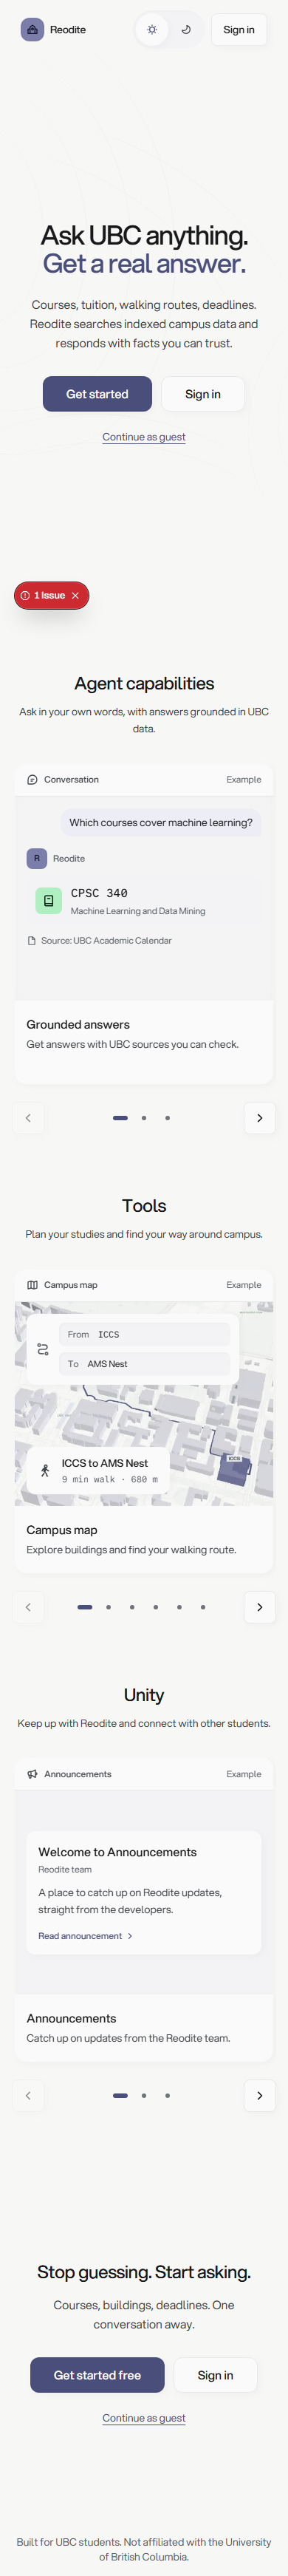 Reodite
Sign in
Ask UBC anything.
Get a real answer.
Courses, tuition, walking routes, deadlines.
Reodite searches indexed campus data and
responds with facts you can trust.
Get started
Sign in
Continue as guest
1 Issue
Agent capabilities
Ask in your own words, with answers grounded in UBC
data.
Conversation
Example
Which courses cover machine learning?
R
Reodite
CPSC 340
Machine Learning and Data Mining
Source: UBC Academic Calendar
Grounded answers
Get answers with UBC sources you can check.
Tools
Plan your studies and find your way around campus.
Campus map
Example
From ICCS
To AMS Nest
ICCS
ICCS to AMS Nest
9 min walk · 680 m
Campus map
Explore buildings and find your walking route.
Unity
Keep up with Reodite and connect with other students.
Announcements
Example
Welcome to Announcements
Reodite team
A place to catch up on Reodite updates,
straight from the developers.
Read announcement
Announcements
Catch up on updates from the Reodite team.
Stop guessing. Start asking.
Courses, buildings, deadlines. One
conversation away.
Get started free
Sign in
Continue as guest
Built for UBC students. Not affiliated with the University
of British Columbia.